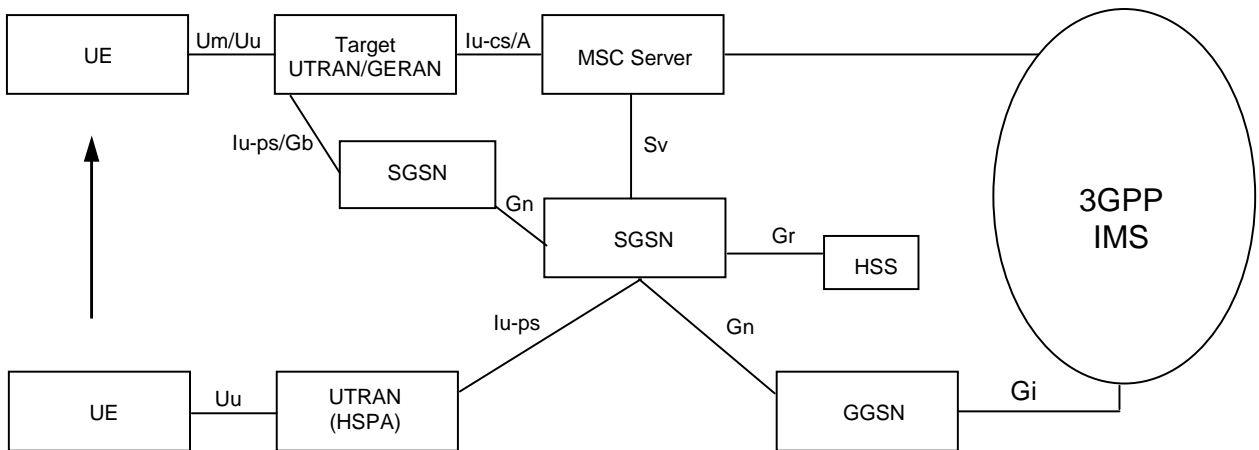 UE
Um/Uu
Target
UTRAN/GERAN
Iu-cs/A
MSC Server
Iu-ps/Gb
SGSN
Sv
Gn
SGSN
Gr
HSS
3GPP
IMS
Iu-ps
Gn
UE
Uu
UTRAN
(HSPA)
GGSN
Gi